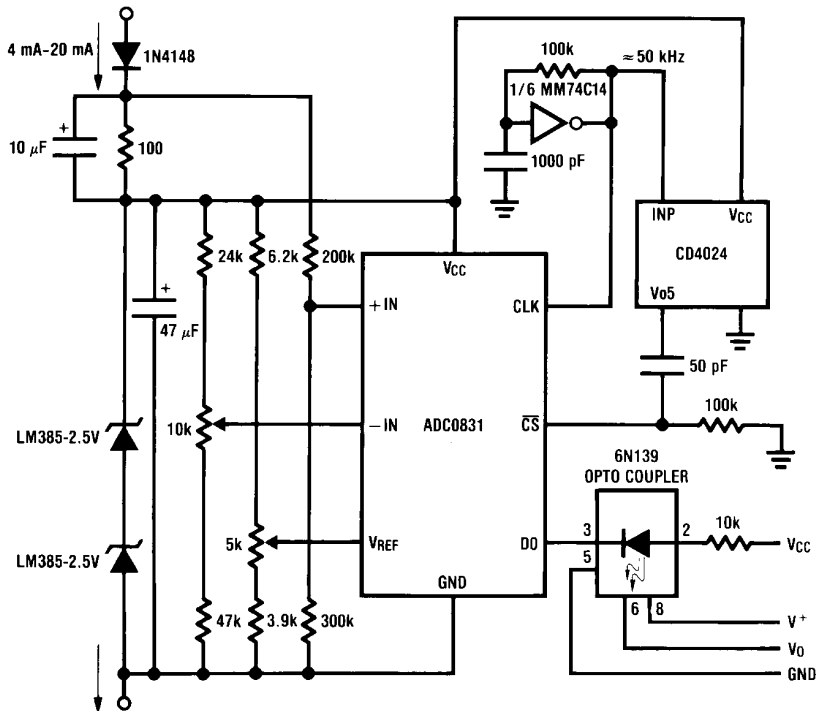 4 mA-20 mA
1N4148
100k
≈ 50 kHz
1/6 MM74C14
10 µF
+
100
1000 pF
INP
VCC
CD4024
Vo5
24k
6.2k
200k
VCC
+
47 µF
+IN
CLK
50 pF
LM385-2.5V
10k
−IN
ADC0831
CS
100k
6N139
OPTO COUPLER
LM385-2.5V
5k
VREF
DO
3
2
10k
VCC
5
GND
47k
3.9k
300k
6
8
V+
VO
GND